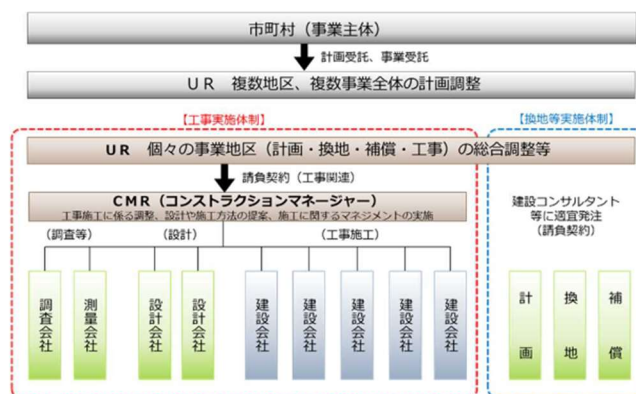 市町村（事業主体）
計画受託、事業受託
ＵＲ　複数地区、複数事業全体の計画調整
【工事実施体制】
【換地等実施体制】
UR　個々の事業地区（計画・換地・補償・工事）の総合調整等
請負契約（工事関連）
CMR（コンストラクションマネージャー）
工事施工に係る調整、設計や施工方法の提案、施工に関するマネジメントの実施
建設コンサルタント
等に適宜発注
（請負契約）
（調査等）
（設計）
（工事施工）
調査会社
測量会社
設計会社
設計会社
建設会社
建設会社
建設会社
建設会社
建設会社
計画
換地
補償